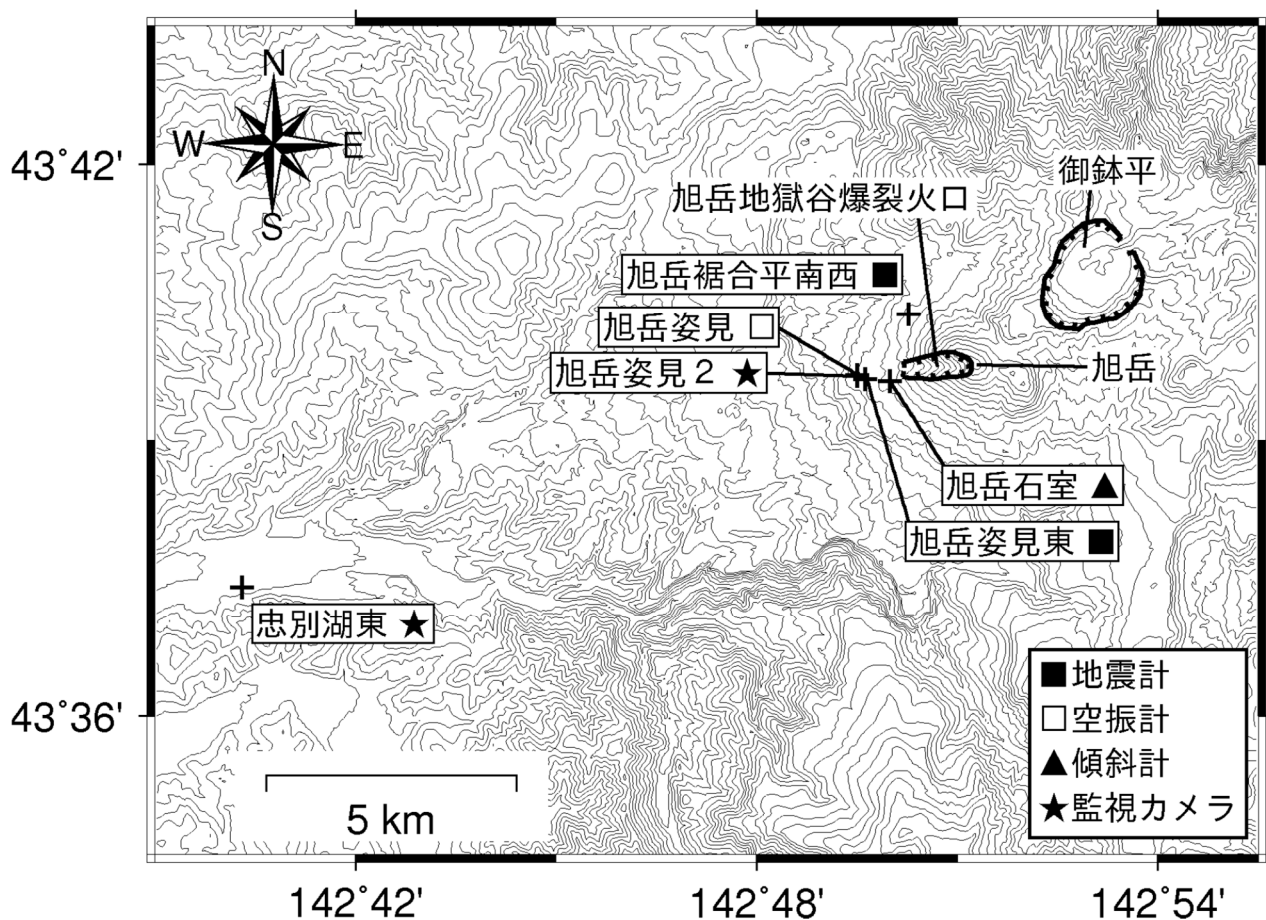 N
W
E
S
43°42'
御鉢平
旭岳地獄谷爆裂火口
旭岳裾合平南西 ■
旭岳姿見 □
旭岳姿見2 ★
旭岳
旭岳石室 ▲
旭岳姿見東 ■
忠別湖東 ★
43°36'
■地震計
□空振計
▲傾斜計
★監視カメラ
5 km
142°42'
142°48'
142°54'